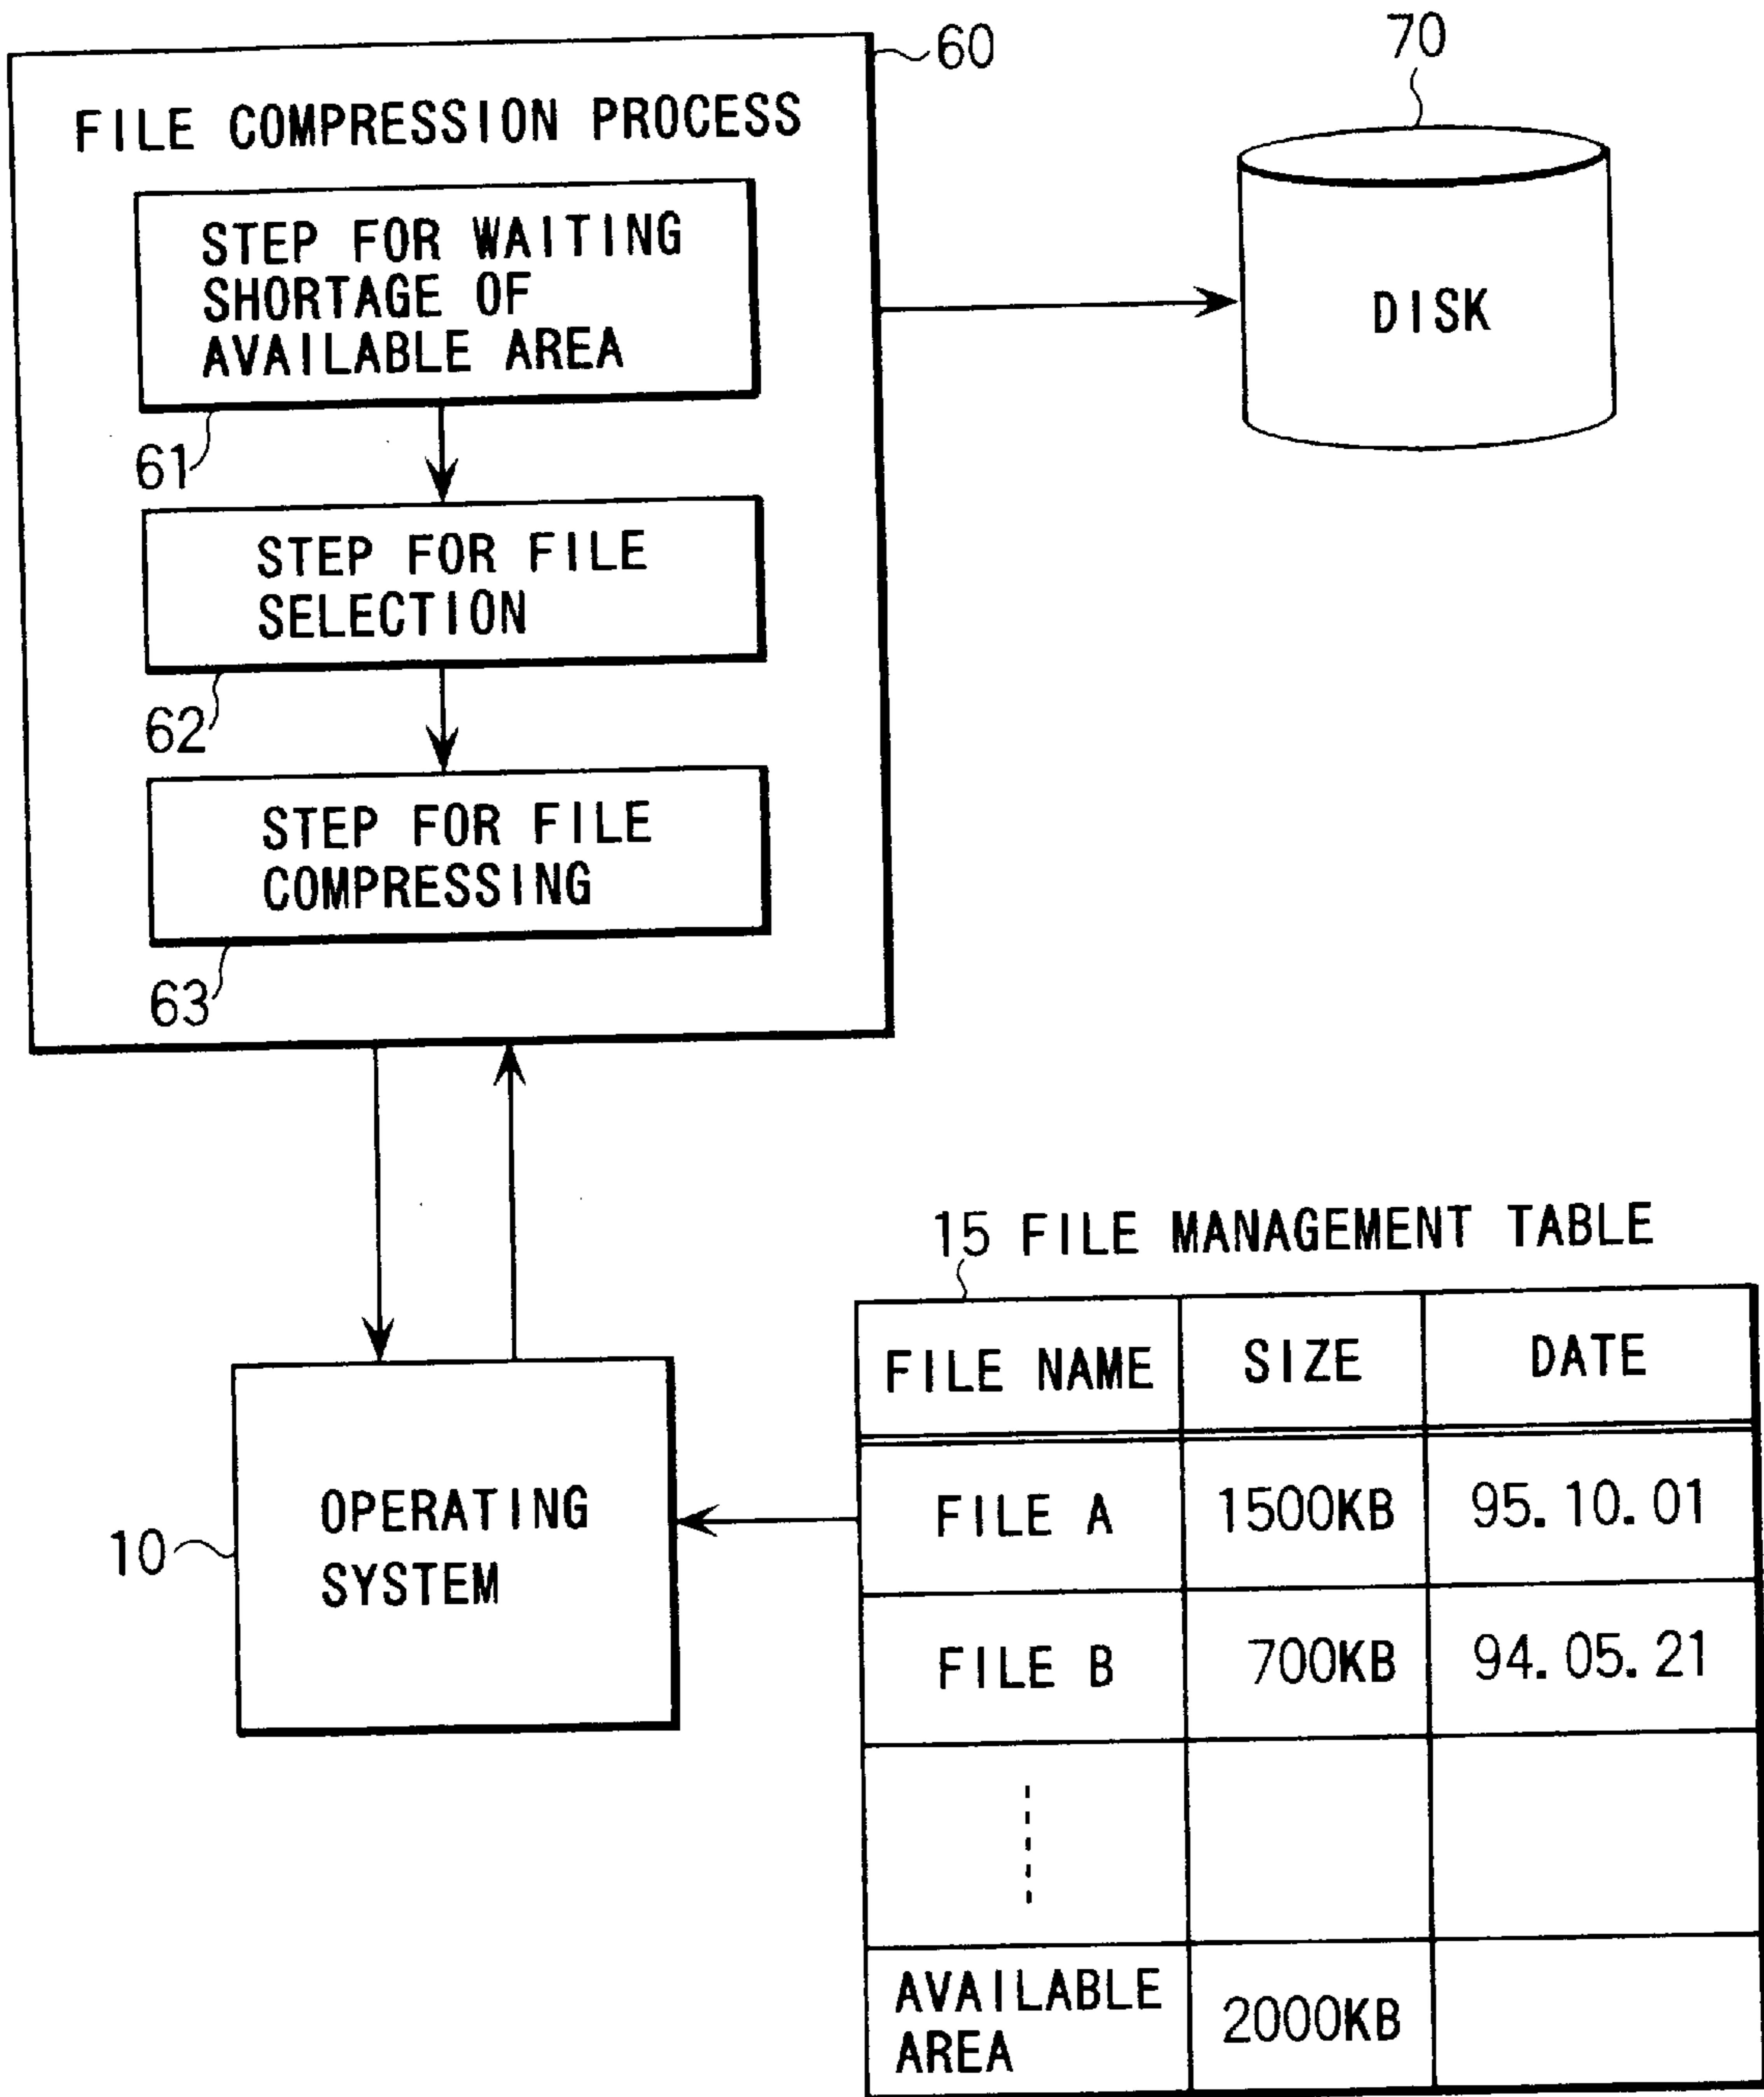 60
70
FILE COMPRESSION PROCESS
STEP FOR WAITING
SHORTAGE OF
AVAILABLE AREA
DISK
61
STEP FOR FILE
SELECTION
62
STEP FOR FILE
COMPRESSING
63
15 FILE MANAGEMENT TABLE
FILE NAME SIZE DATE
FILE A 1500KB 95.10.01
FILE B 700KB 94.05.21
AVAILABLE
AREA 2000KB
10
OPERATING
SYSTEM